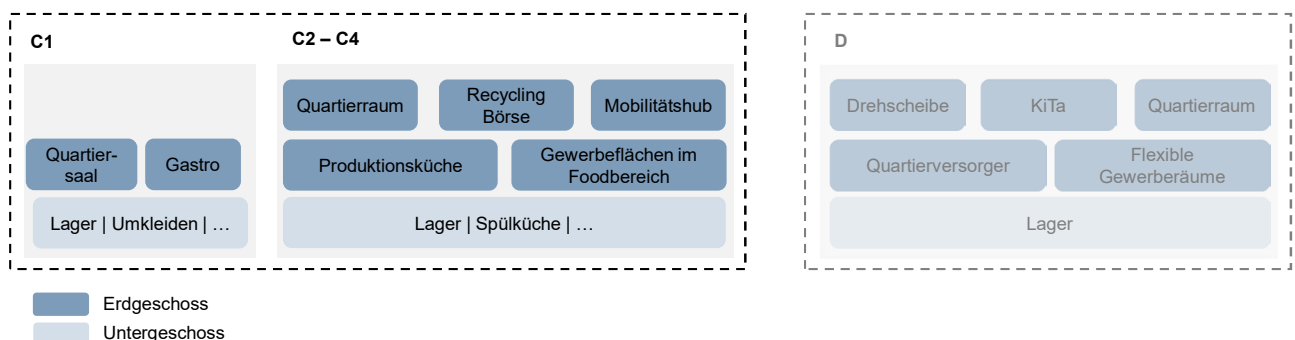 C1
Quartier-
saal
Gastro
Lager | Umkleiden | …
C2 – C4
Quartierraum
Recycling
Börse
Mobilitätshub
Produktionsküche
Gewerbeflächen im
Foodbereich
Lager | Spülküche | …
D
Drehscheibe
KiTa
Quartierraum
Quartierversorger
Flexible
Gewerberäume
Lager
Erdgeschoss
Untergeschoss